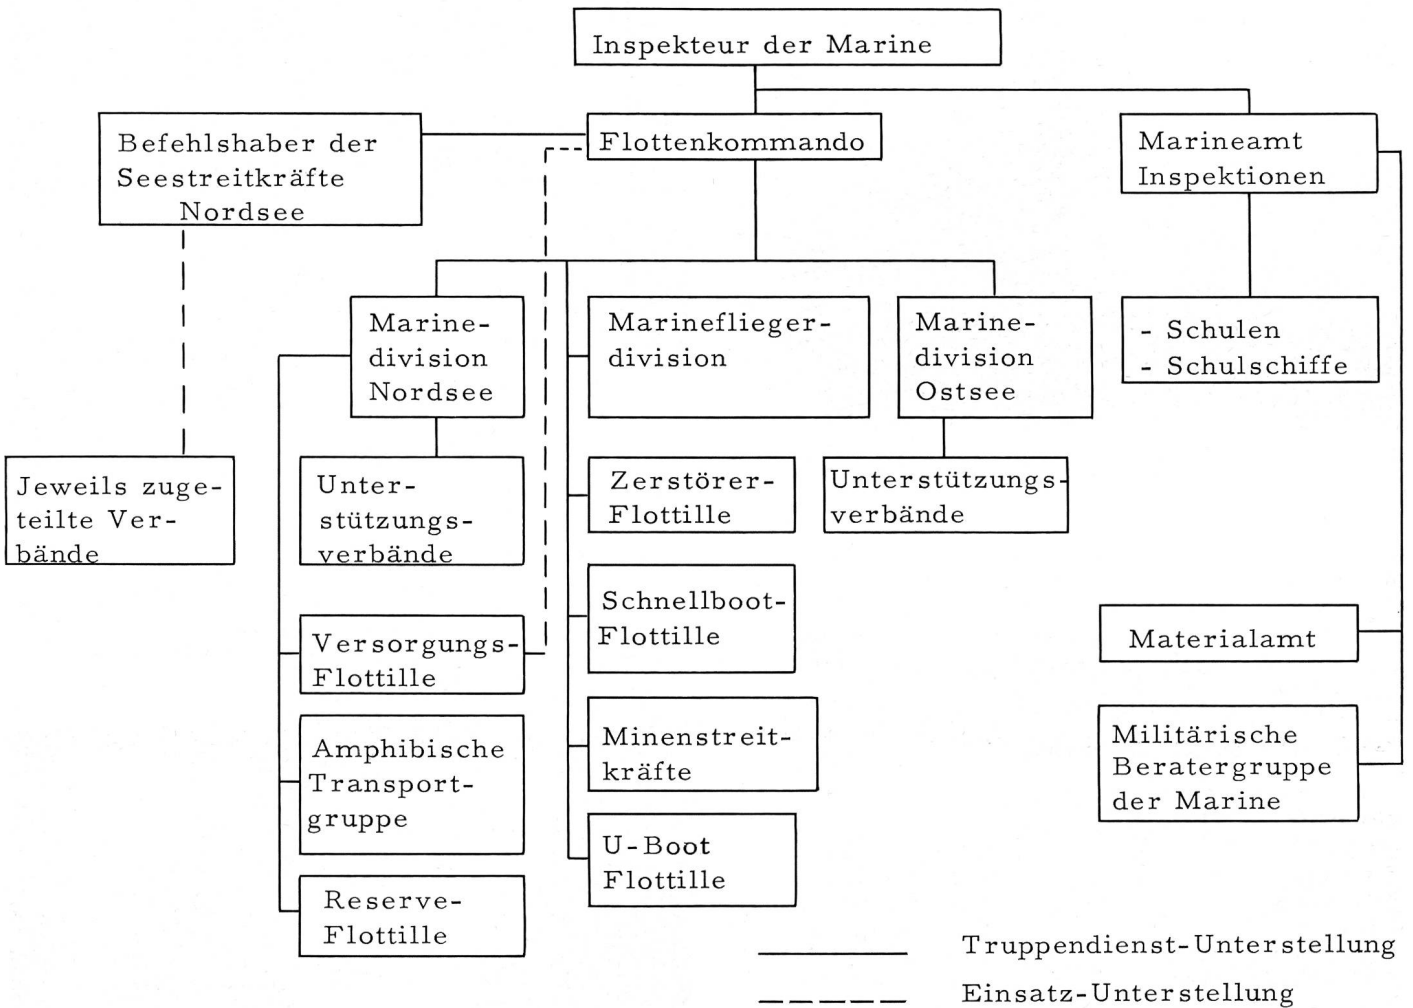 Inspekteur der Marine
Befehlshaber der
Seestreitkräfte
Nordsee
Flottenkommando
Marineamt
Inspektionen
Marine-
division
Nordsee
Marineflieger-
division
Marine-
division
Ostsee
- Schulen
- Schulschiffe
Jeweils zuge-
teilte Ver-
bände
Unter-
stützungs-
verbände
Zerstörer-
Flottille
Unterstützungs-
verbände
Schnellboot-
Flottille
Versorgungs-
Flottille
Materialamt
Amphibische
Transport-
gruppe
Minenstreit-
kräfte
Militärische
Beratergruppe
der Marine
U-Boot
Flottille
Reserve-
Flottille
Truppendienst-Unterstellung
Einsatz-Unterstellung